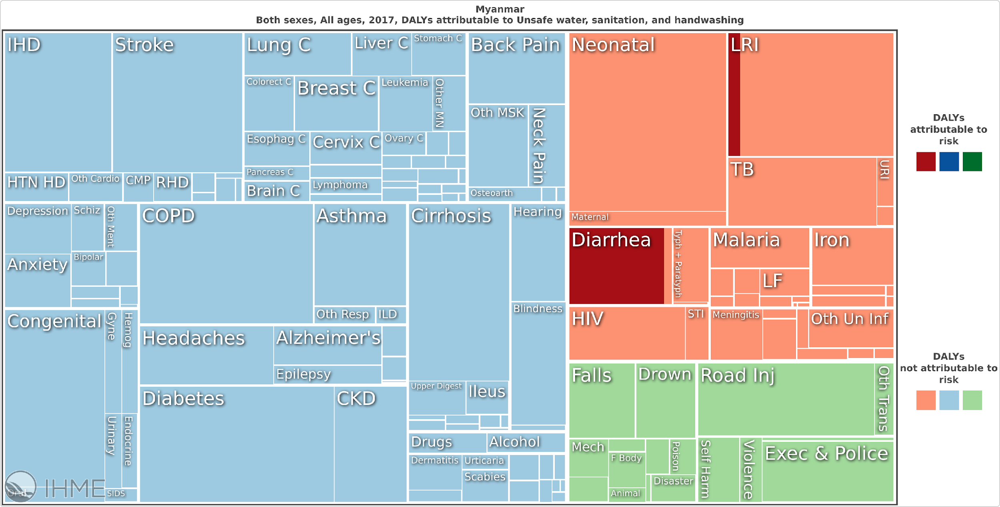 Myanmar
Both sexes, All ages, 2017, DALYs attributable to Unsafe water, sanitation, and handwashing
IHD
Stroke
HTN HD
Oth Cardio
CMP
RHD
Lung C
Liver C
Stomach C
Colorect C
Breast C
Leukemia
Other MN
Esophag C
Cervix C
Ovary C
Pancreas C
Lymphoma
Brain C
Back Pain
Oth MSK
Neck Pain
Osteoarth
Depression
Schiz
Oth Ment
Anxiety
Bipolar
COPD
Asthma
Oth Resp
ILD
Cirrhosis
Hearing
Blindness
Upper Digest
Ileus
Congenital
Gyne
Hemog
Urinary
Endocrine
Oral
SIDS
IHME
Headaches
Alzheimer's
Epilepsy
Diabetes
CKD
Drugs
Alcohol
Dermatitis
Urticaria
Scabies
Neonatal
Maternal
LRI
TB
URI
Diarrhea
Typh + Paratyph
Malaria
LF
Iron
HIV
STI
Meningitis
Oth Un Inf
Falls
Drown
Road Inj
Oth Trans
Mech
F Body
Animal
Poison
Disaster
Self Harm
Violence
Exec & Police
DALYs
attributable to
risk
DALYs
not attributable to
risk